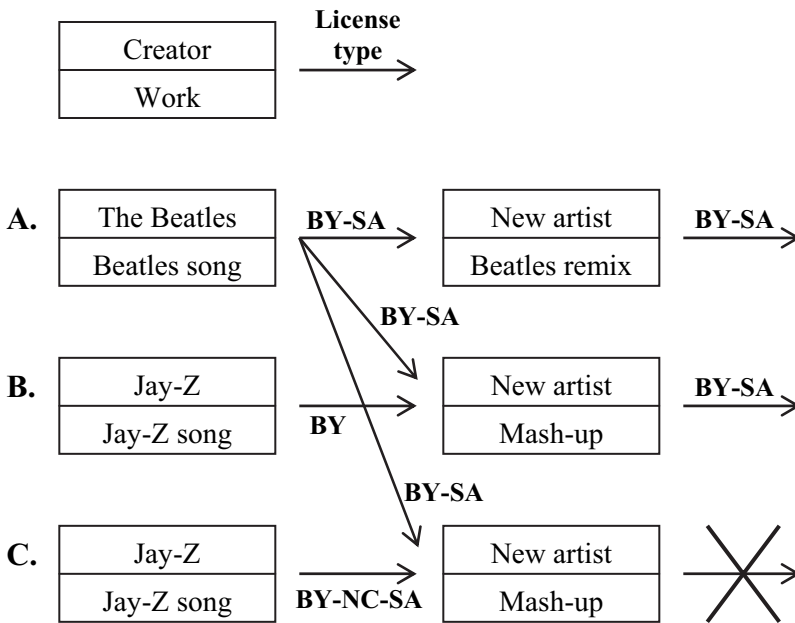 Creator
License
type
Work
A.
The Beatles
BY-SA
New artist
BY-SA
Beatles song
Beatles remix
BY-SA
B.
Jay-Z
New artist
BY-SA
Jay-Z song
BY
Mash-up
BY-SA
C.
Jay-Z
New artist
Jay-Z song
BY-NC-SA
Mash-up